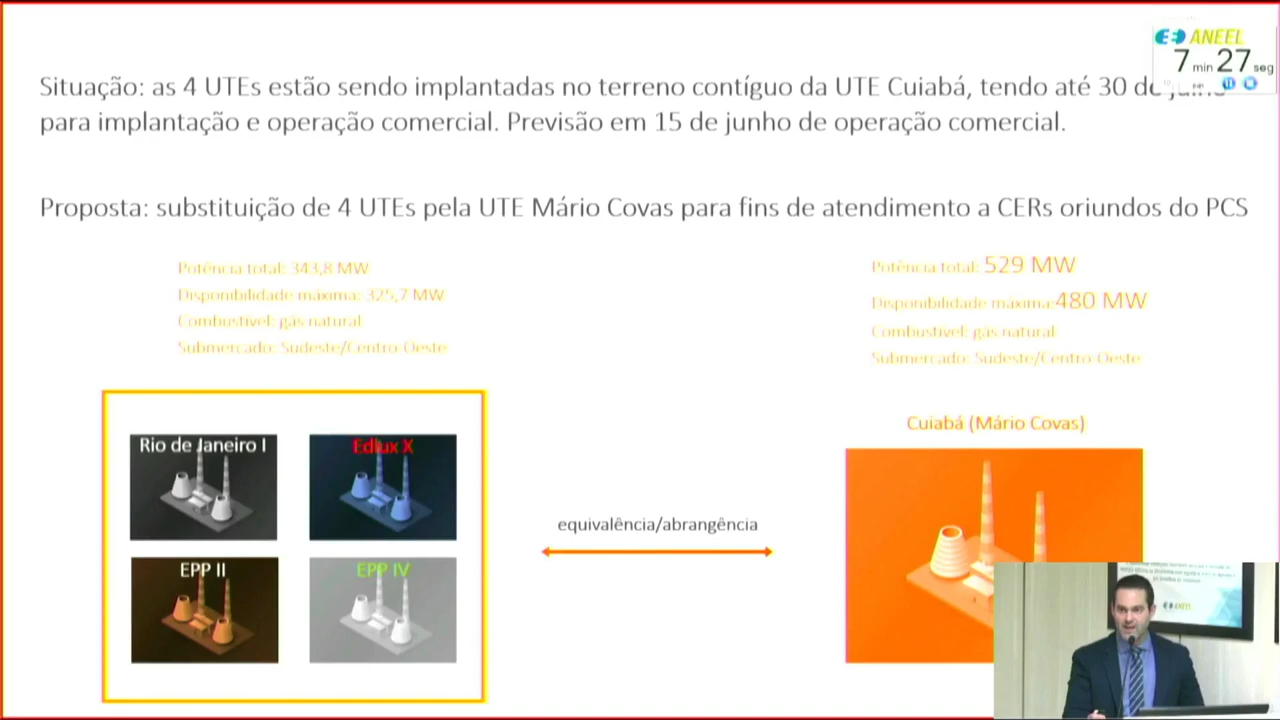 ANEEL
7 min 27 seg
Situação: as 4 UTEs estão sendo implantadas no terreno contíguo da UTE Cuiabá, tendo até 30 de julho
para implantação e operação comercial. Previsão em 15 de junho de operação comercial.
Proposta: substituição de 4 UTEs pela UTE Mário Covas para fins de atendimento a CERs oriundos do PCS
Potência total: 343,8 MW
Disponibilidade máxima: 325,7 MW
Combustível: gás natural
Submercado: Sudeste/Centro-Oeste
Potência total: 529 MW
Disponibilidade máxima:480 MW
Combustível: gás natural
Submercado: Sudeste/Centro-Oeste
Rio de Janeiro I
Edlux X
EPP II
EPP IV
equivalência/abrangência
Cuiabá (Mário Covas)
ANEEL